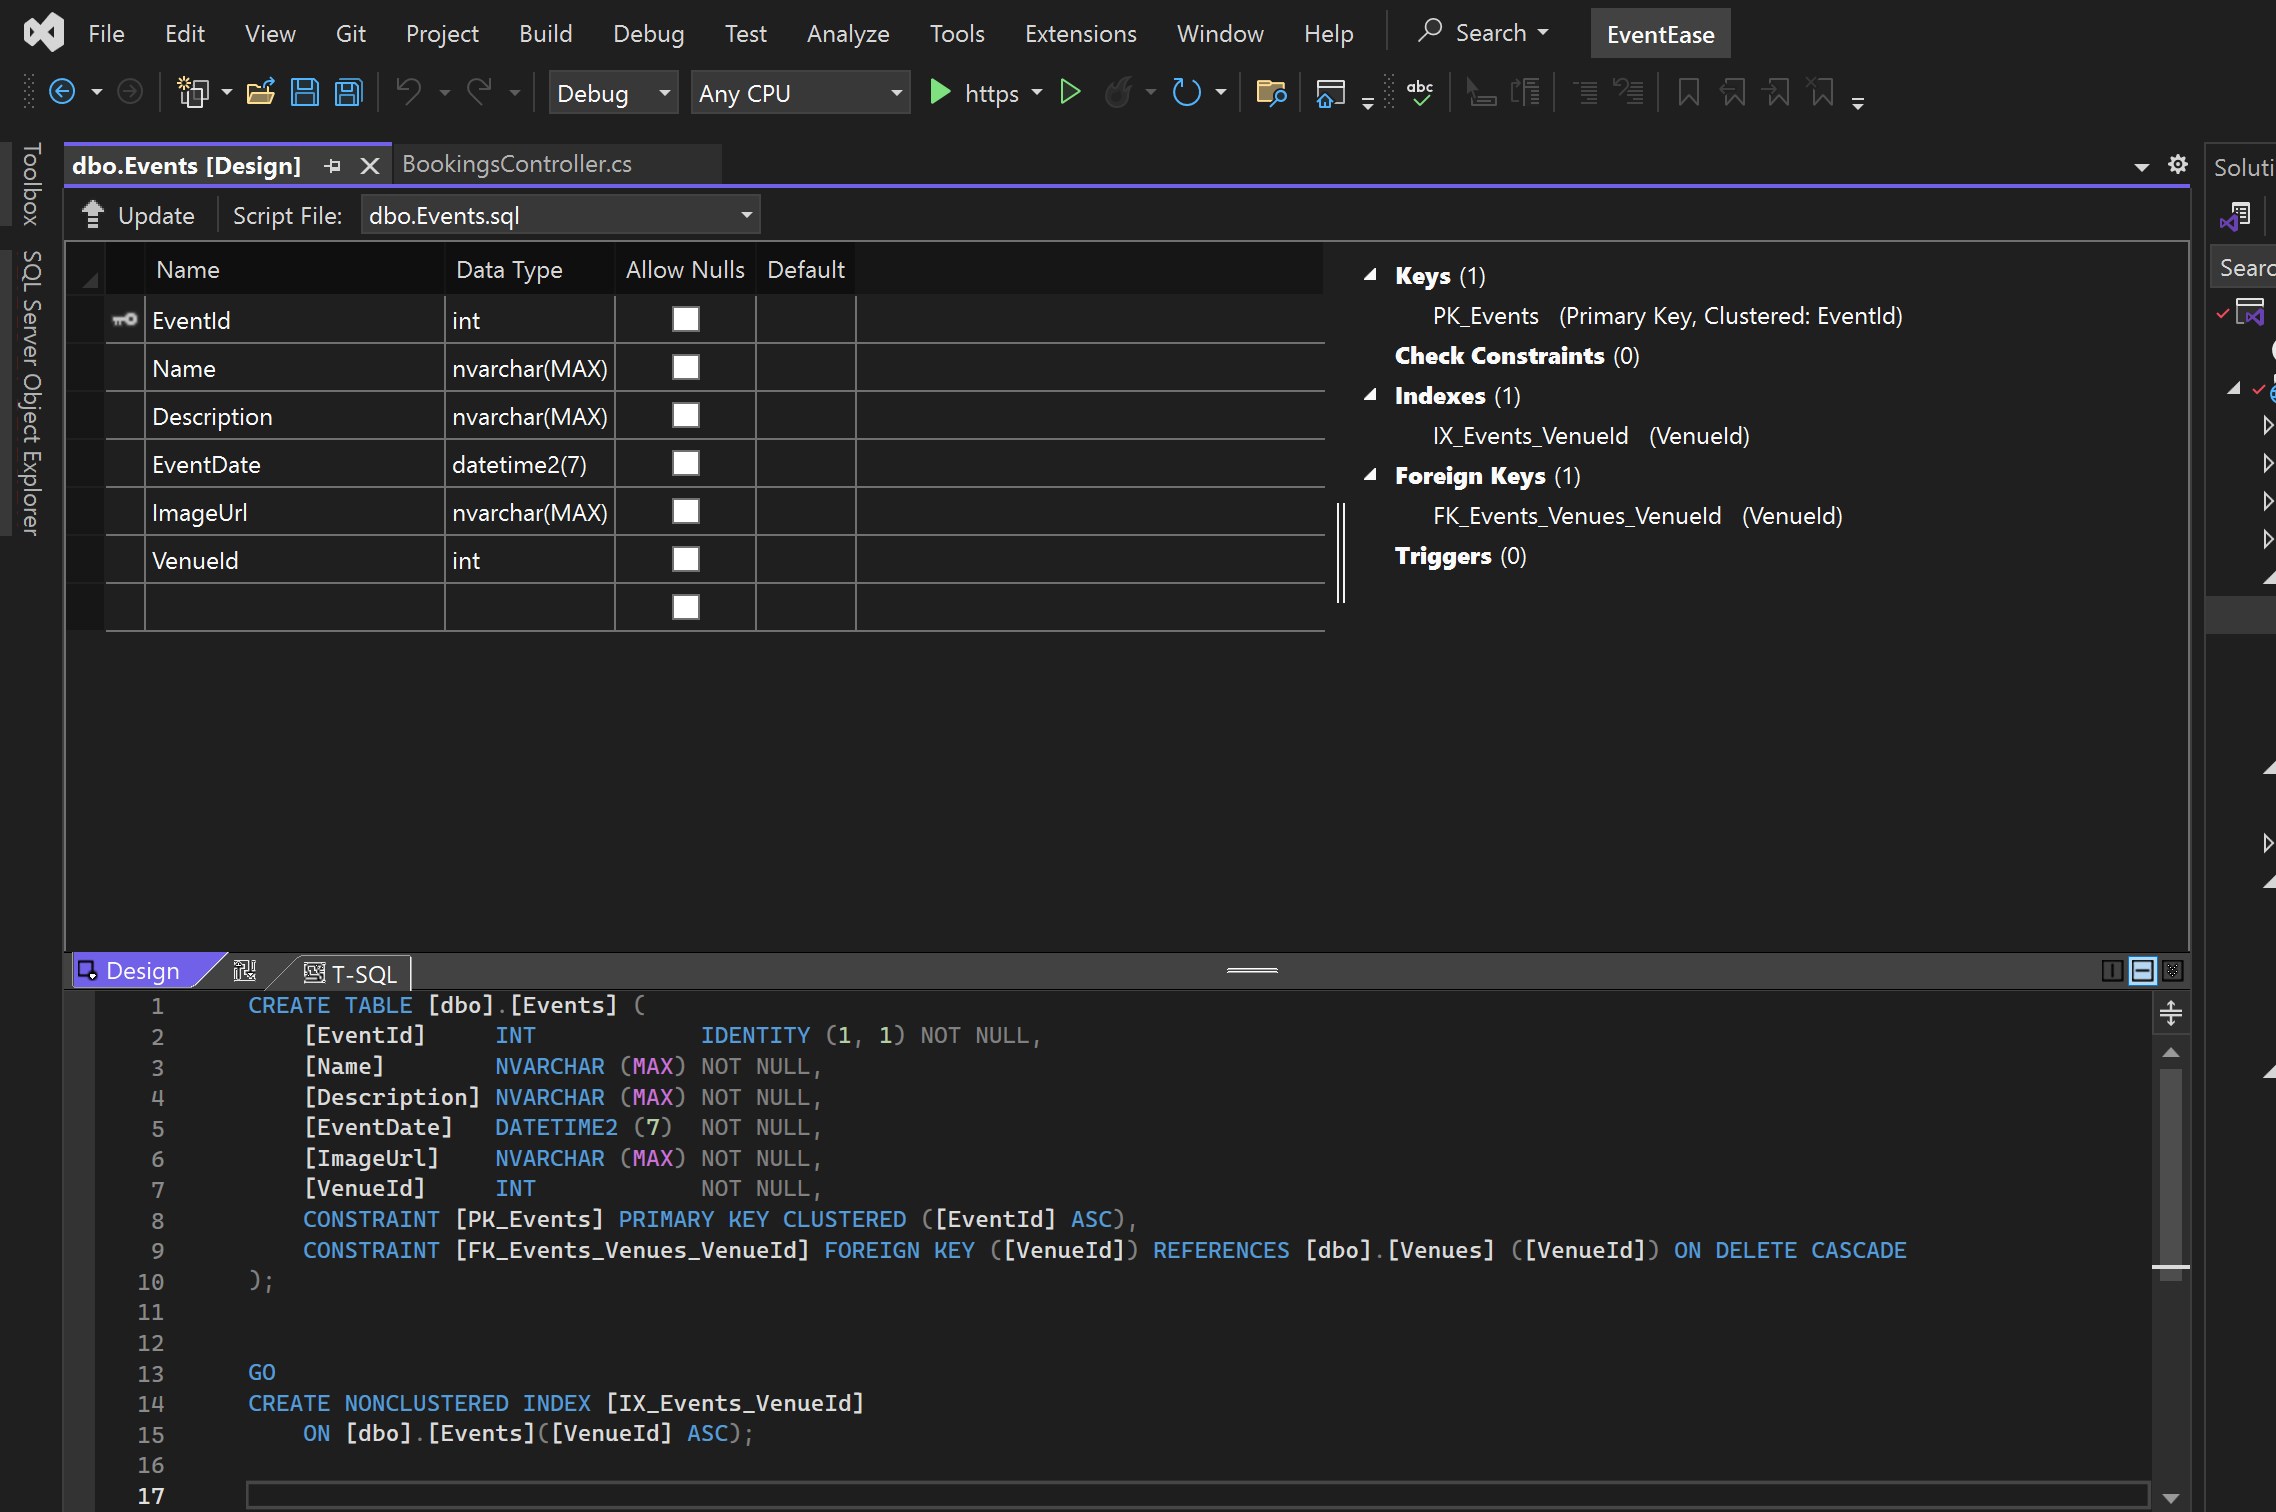 File Edit View Git Project Build Debug Test Analyze Tools Extensions Window Help Search EventEase
Debug Any CPU https abc
Toolbox
SQL Server Object Explorer
dbo.Events [Design] BookingsController.cs
Update Script File: dbo.Events.sql
Name Data Type Allow Nulls Default
EventId int
Name nvarchar(MAX)
Description nvarchar(MAX)
EventDate datetime2(7)
ImageUrl nvarchar(MAX)
VenueId int
Keys (1)
PK_Events (Primary Key, Clustered: EventId)
Check Constraints (0)
Indexes (1)
IX_Events_VenueId (VenueId)
Foreign Keys (1)
FK_Events_Venues_VenueId (VenueId)
Triggers (0)
Soluti
Searc
Design T-SQL
1 CREATE TABLE [dbo].[Events] (
2 [EventId] INT IDENTITY (1, 1) NOT NULL,
3 [Name] NVARCHAR (MAX) NOT NULL,
4 [Description] NVARCHAR (MAX) NOT NULL,
5 [EventDate] DATETIME2 (7) NOT NULL,
6 [ImageUrl] NVARCHAR (MAX) NOT NULL,
7 [VenueId] INT NOT NULL,
8 CONSTRAINT [PK_Events] PRIMARY KEY CLUSTERED ([EventId] ASC),
9 CONSTRAINT [FK_Events_Venues_VenueId] FOREIGN KEY ([VenueId]) REFERENCES [dbo].[Venues] ([VenueId]) ON DELETE CASCADE
10 );
11
12
13 GO
14 CREATE NONCLUSTERED INDEX [IX_Events_VenueId]
15 ON [dbo].[Events]([VenueId] ASC);
16
17